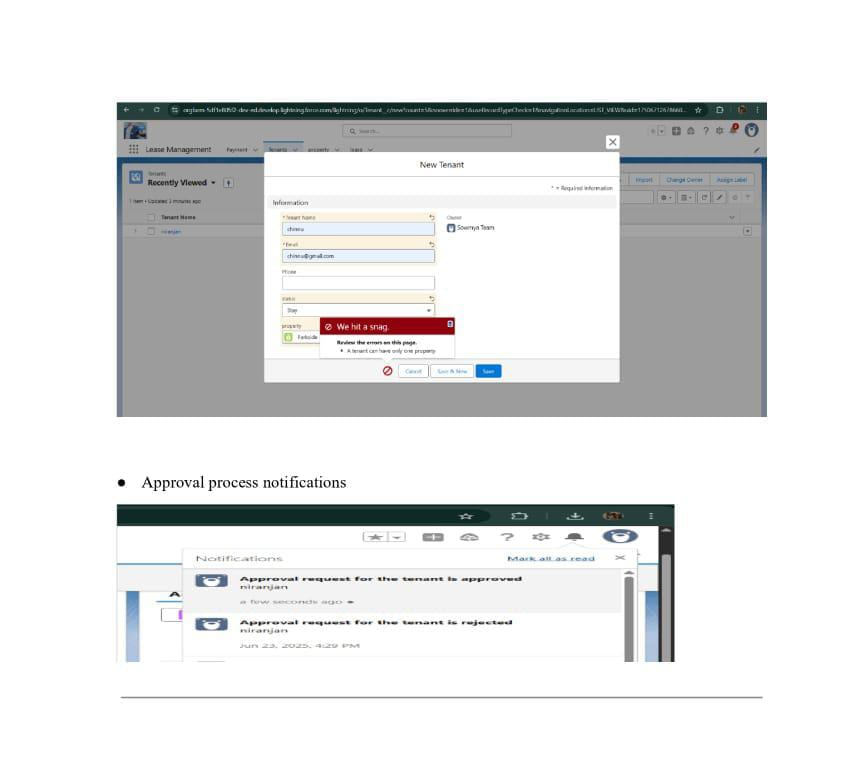 Search...
Lease Management Payment Tenants property lease
Tenants
Recently Viewed
1 item • Updated 3 minutes ago
Import Change Owner Assign Label
Tenant Name
1 niranjan
New Tenant
* = Required Information
Information
* Tenant Name
chinnu
Owner
Sowmya Team
* Email
chinnu@gmail.com
Phone
status
Stay
property
Parkside
We hit a snag.
Review the errors on this page.
• A tenant can have only one property
Cancel Save & New Save
● Approval process notifications
Notifications Mark all as read
Approval request for the tenant is approved
niranjan
a few seconds ago •
Approval request for the tenant is rejected
niranjan
Jun 23, 2025, 4:29 PM